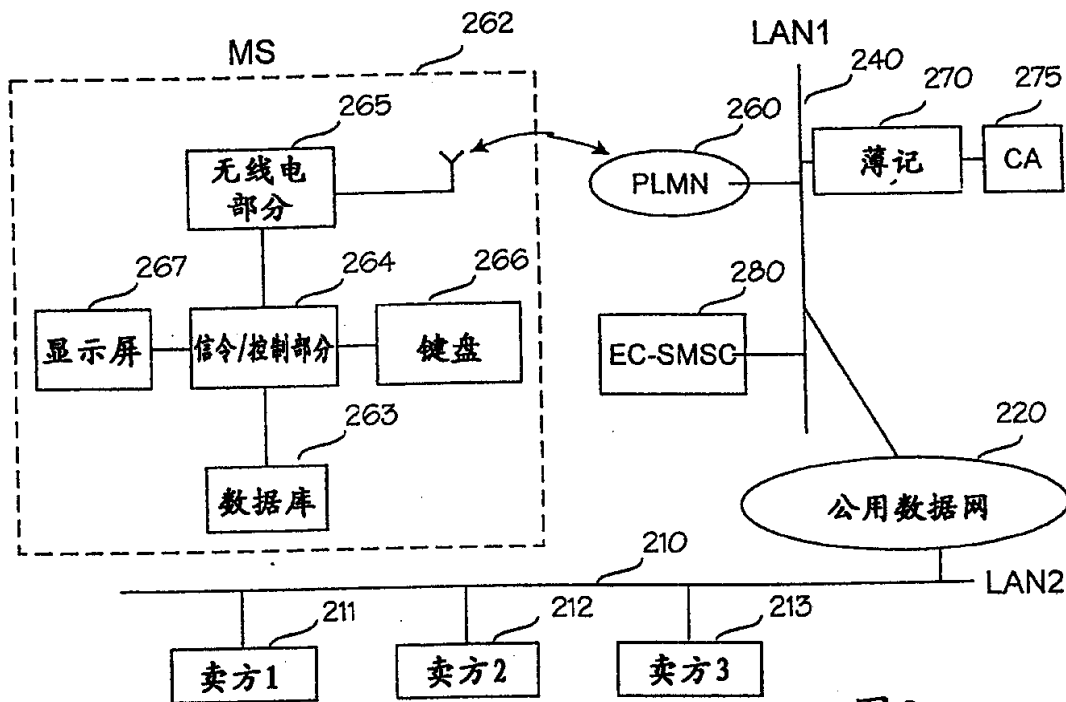 262
MS
LAN1
265
240
270
275
260
无线电
部分
PLMN
薄记
CA
267
264
266
280
显示屏
信令/控制部分
键盘
EC-SMSC
263
220
数据库
公用数据网
210
LAN2
211
212
213
卖方1
卖方2
卖方3